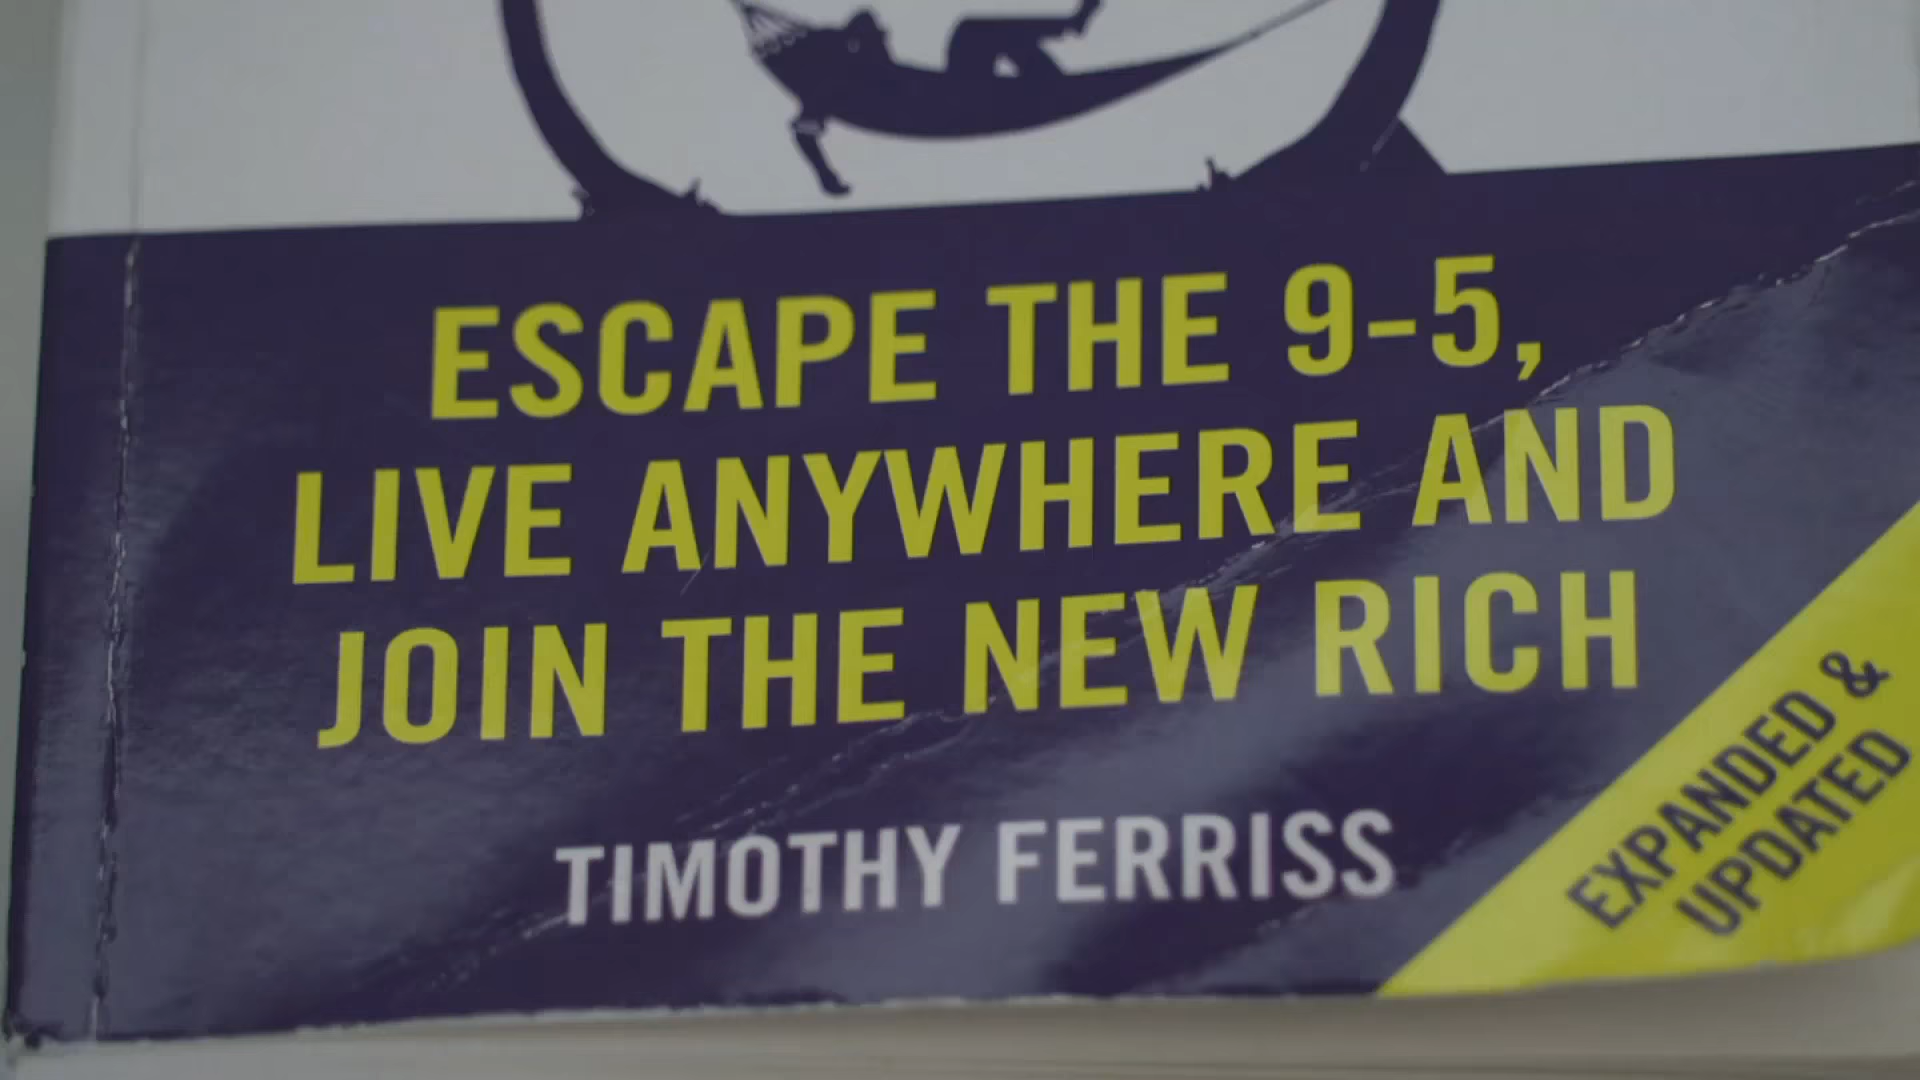 ESCAPE THE 9-5,
LIVE ANYWHERE AND
JOIN THE NEW RICH
TIMOTHY FERRISS
EXPANDED &
UPDATED